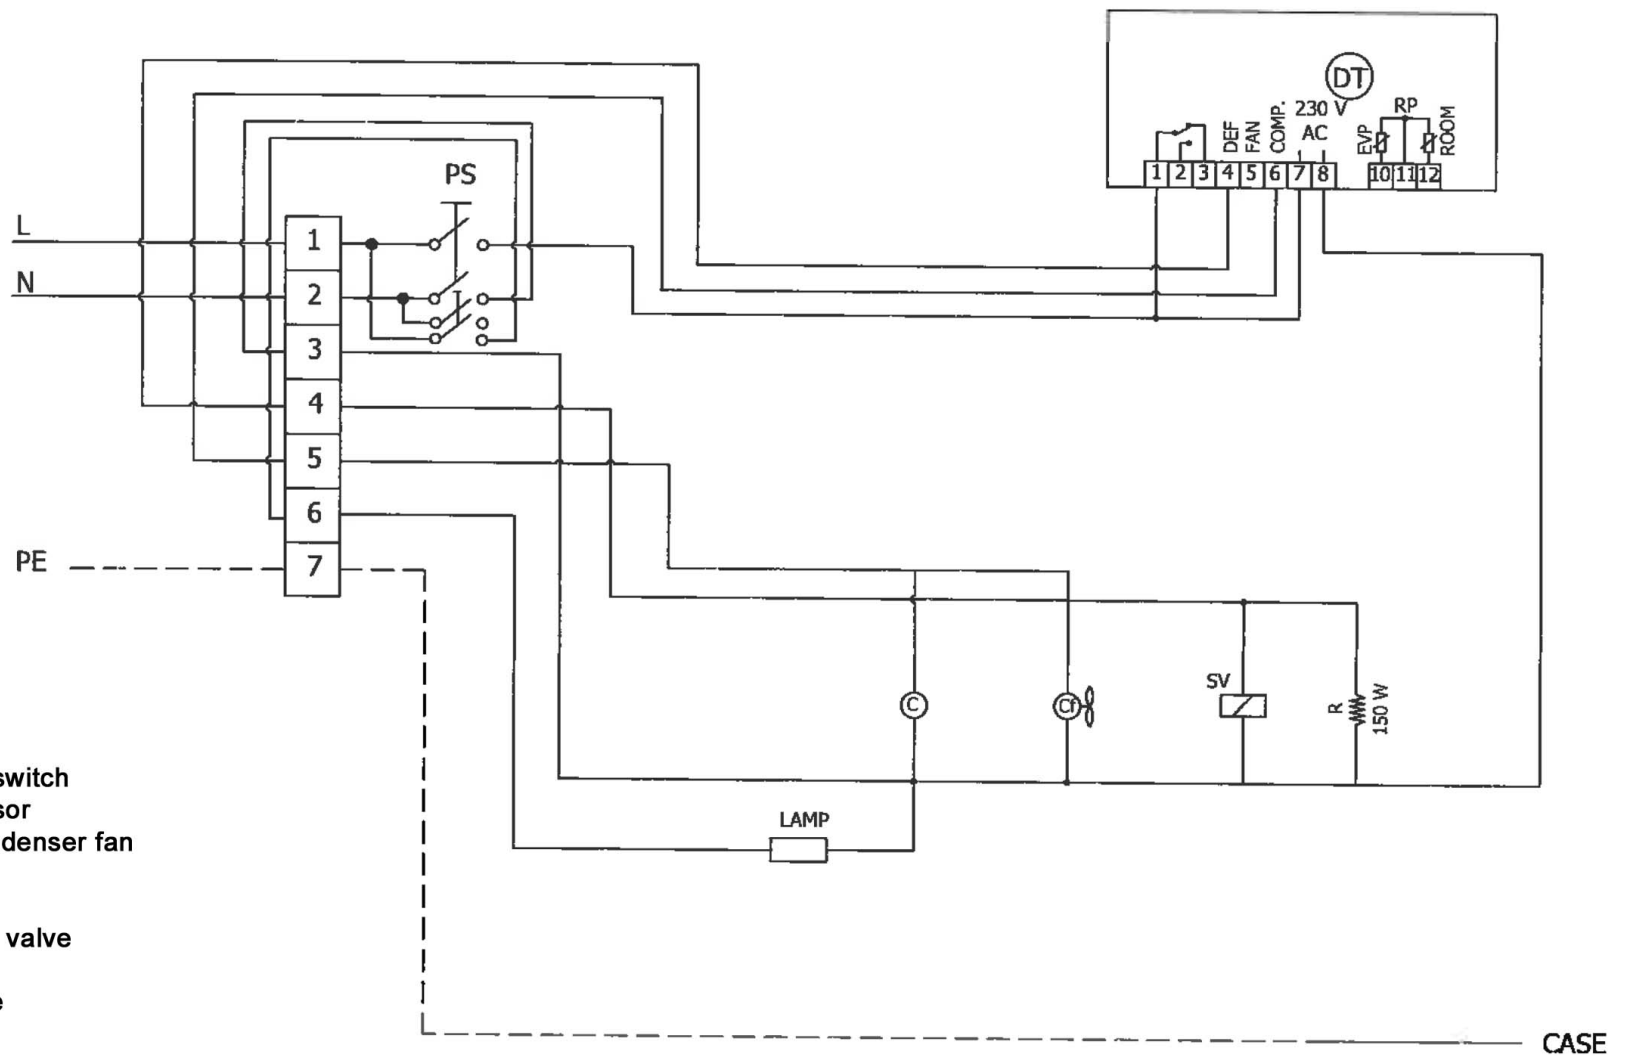 DT
230 V
AC
DEF
FAN
COMP.
RP
EVP
ROOM
1 2 3 4 5 6 7 8
10 11 12
PS
L
N
PE
1
2
3
4
5
6
7
C
Cf
SV
R
150 W
LAMP
switch
sor
denser fan
valve
e
CASE